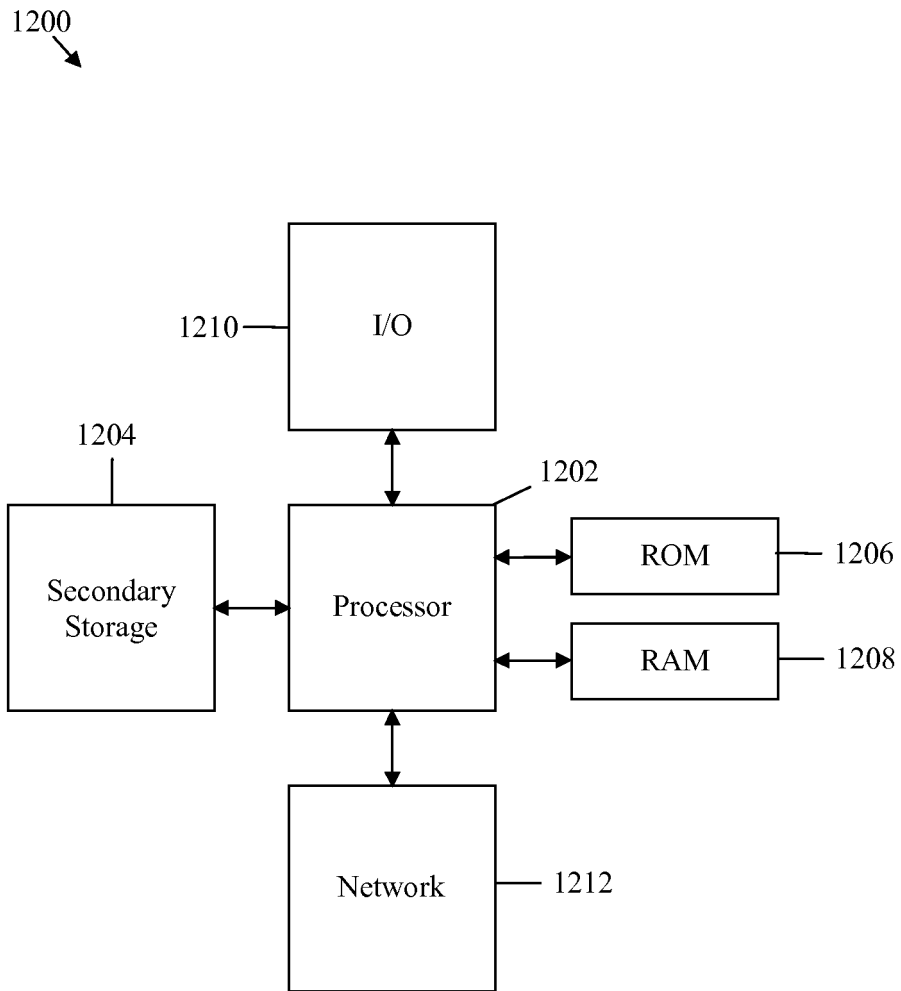 1200
1210
I/O
1204
1202
Secondary
Storage
Processor
ROM
1206
RAM
1208
Network
1212